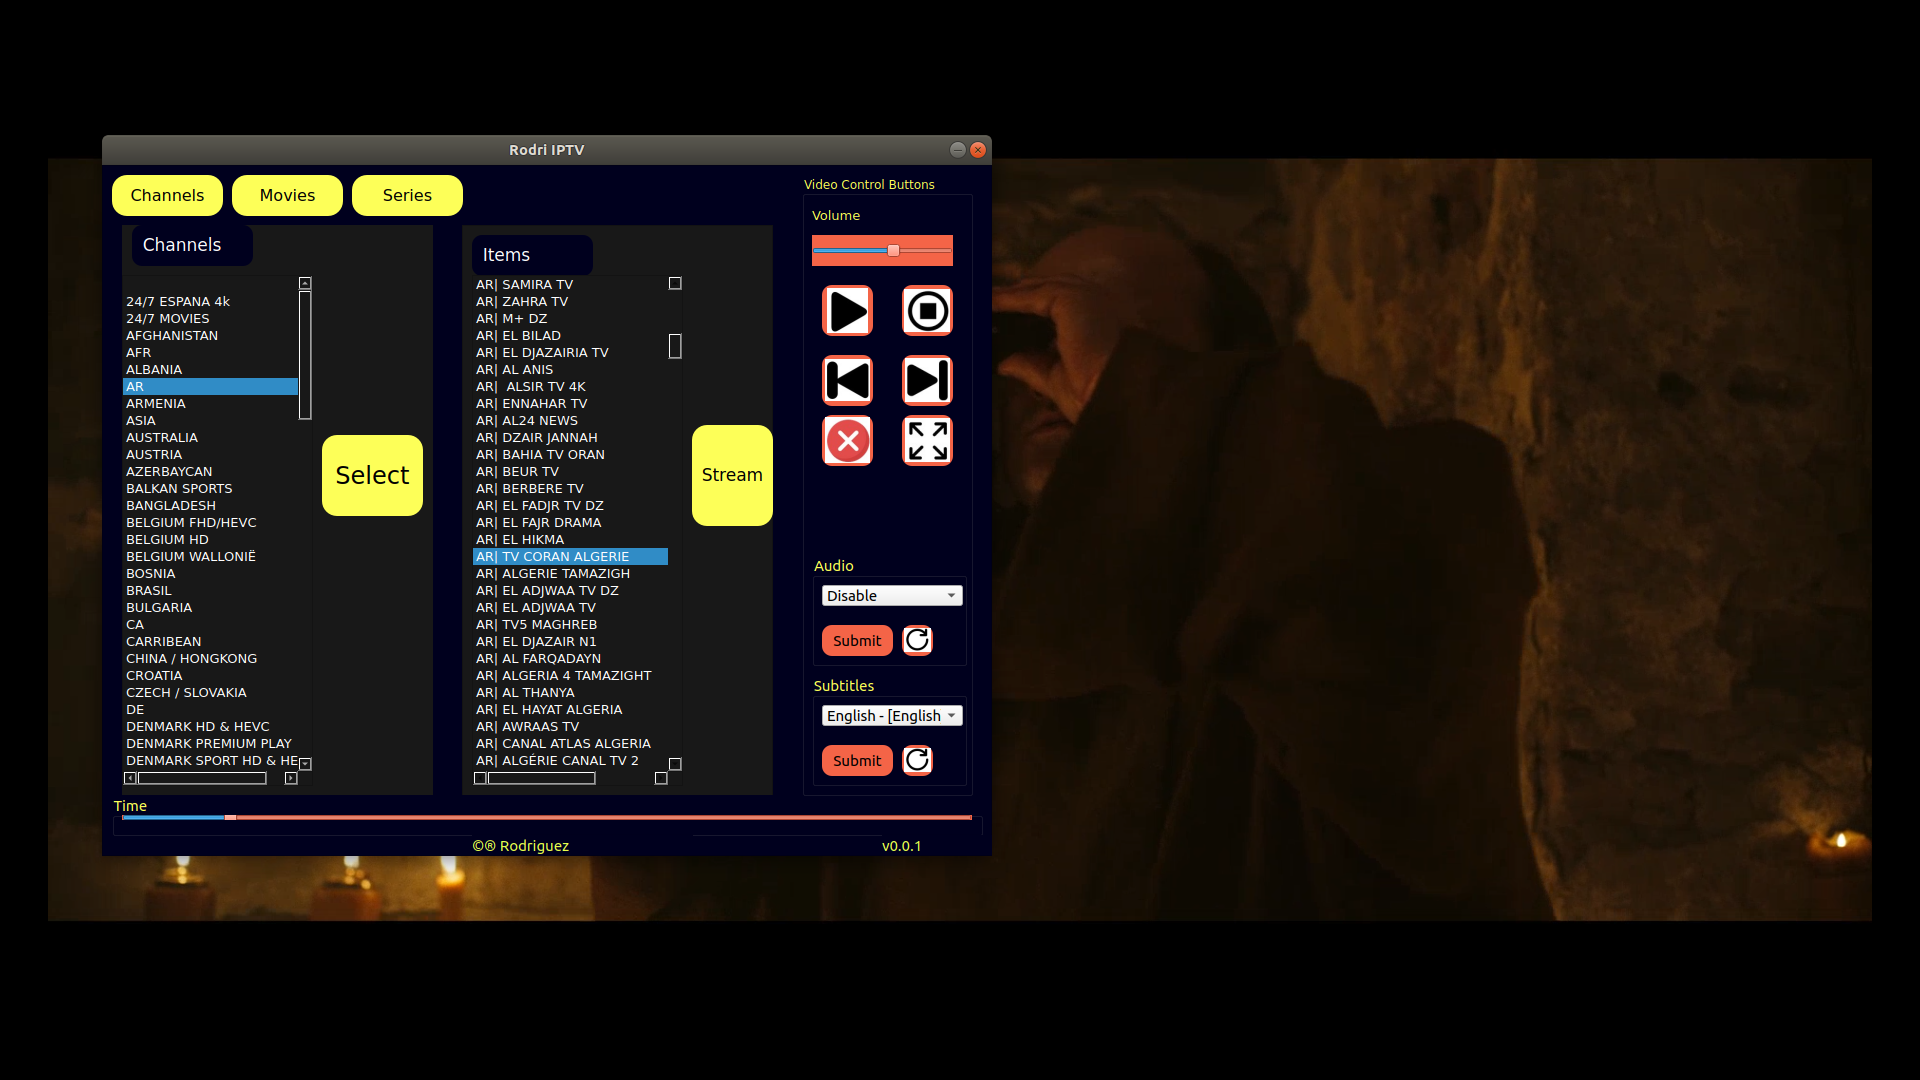 Rodri IPTV
Channels
Movies
Series
Channels
24/7 ESPANA 4k
24/7 MOVIES
AFGHANISTAN
AFR
ALBANIA
AR
ARMENIA
ASIA
AUSTRALIA
AUSTRIA
AZERBAYCAN
BALKAN SPORTS
BANGLADESH
BELGIUM FHD/HEVC
BELGIUM HD
BELGIUM WALLONIË
BOSNIA
BRASIL
BULGARIA
CA
CARRIBEAN
CHINA / HONGKONG
CROATIA
CZECH / SLOVAKIA
DE
DENMARK HD & HEVC
DENMARK PREMIUM PLAY
DENMARK SPORT HD & HE
Select
Items
AR| SAMIRA TV
AR| ZAHRA TV
AR| M+ DZ
AR| EL BILAD
AR| EL DJAZAIRIA TV
AR| AL ANIS
AR|  ALSIR TV 4K
AR| ENNAHAR TV
AR| AL24 NEWS
AR| DZAIR JANNAH
AR| BAHIA TV ORAN
AR| BEUR TV
AR| BERBERE TV
AR| EL FADJR TV DZ
AR| EL FAJR DRAMA
AR| EL HIKMA
AR| TV CORAN ALGERIE
AR| ALGERIE TAMAZIGH
AR| EL ADJWAA TV DZ
AR| EL ADJWAA TV
AR| TV5 MAGHREB
AR| EL DJAZAIR N1
AR| AL FARQADAYN
AR| ALGERIA 4 TAMAZIGHT
AR| AL THANYA
AR| EL HAYAT ALGERIA
AR| AWRAAS TV
AR| CANAL ATLAS ALGERIA
AR| ALGÉRIE CANAL TV 2
Stream
Video Control Buttons
Volume
Audio
Disable
Submit
Subtitles
English - [English
Submit
Time
©® Rodriguez
v0.0.1